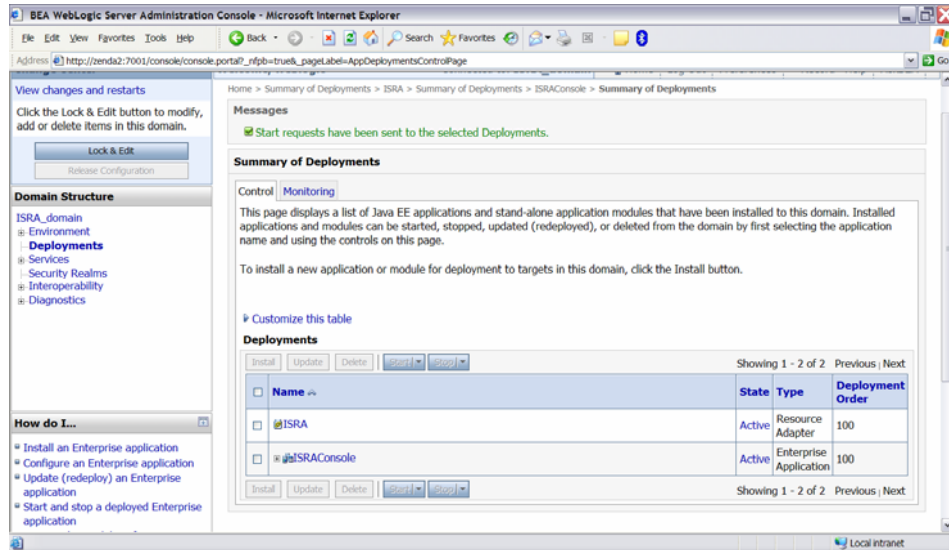 BEA WebLogic Server Administration Console - Microsoft Internet Explorer
File Edit View Favorites Tools Help
Back Search Favorites
Address http://zenda2:7001/console/console.portal?_nfpb=true&_pageLabel=AppDeploymentsControlPage Go
View changes and restarts
Click the Lock & Edit button to modify,
add or delete items in this domain.
Lock & Edit
Release Configuration
Domain Structure
ISRA_domain
Environment
Deployments
Services
Security Realms
Interoperability
Diagnostics
How do I...
Install an Enterprise application
Configure an Enterprise application
Update (redeploy) an Enterprise
application
Start and stop a deployed Enterprise
application
Home > Summary of Deployments > ISRA > Summary of Deployments > ISRAConsole > Summary of Deployments
Messages
Start requests have been sent to the selected Deployments.
Summary of Deployments
Control Monitoring
This page displays a list of Java EE applications and stand-alone application modules that have been installed to this domain. Installed
applications and modules can be started, stopped, updated (redeployed), or deleted from the domain by first selecting the application
name and using the controls on this page.
To install a new application or module for deployment to targets in this domain, click the Install button.
Customize this table
Deployments
Install Update Delete Start Stop Showing 1 - 2 of 2 Previous | Next
Name State Type Deployment Order
ISRA Active Resource Adapter 100
ISRAConsole Active Enterprise Application 100
Install Update Delete Start Stop Showing 1 - 2 of 2 Previous | Next
Local intranet